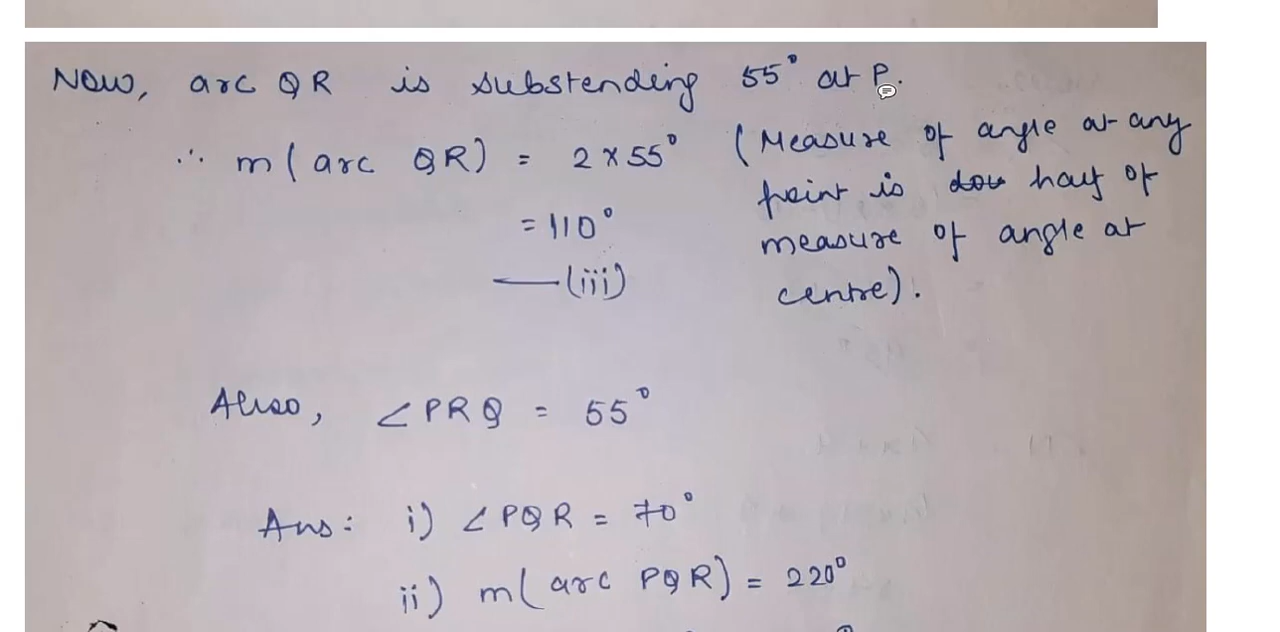 Now, arc QR is substending 55° at P.
∴ m(arc QR) = 2 x 55° (Measure of angle at any
point is half of
= 110°
measure of angle at
—(iii)
centre).
Also, ∠PRQ = 55°
Ans: i) ∠PQR = 70°
ii) m(arc PQR) = 220°